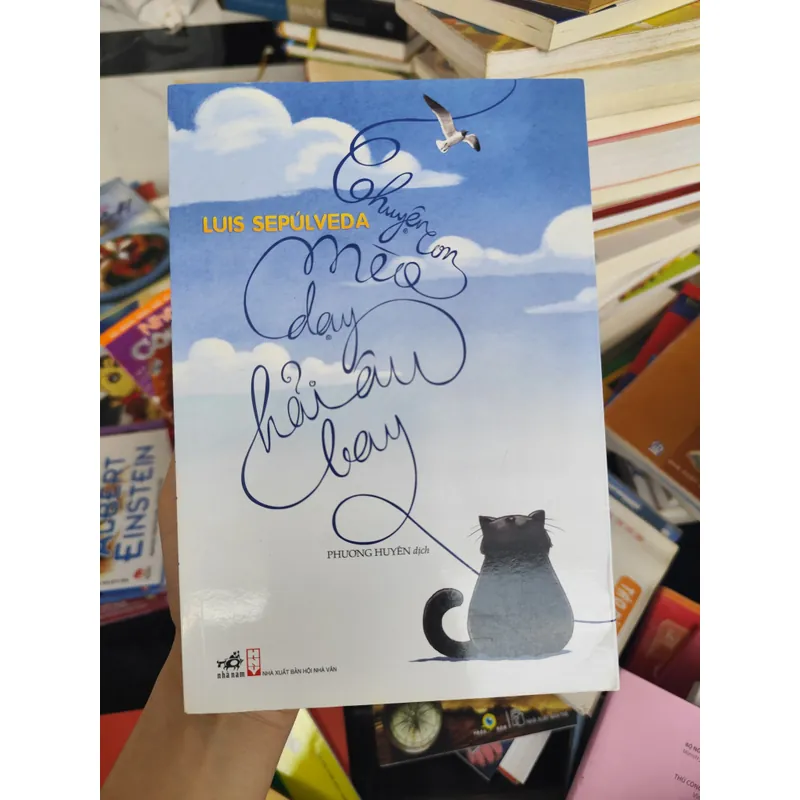 LUIS SEPÚLVEDA
Chuyện con
mèo
dạy
hải âu
bay
PHƯƠNG HUYÊN dịch
nhã nam
NHÀ XUẤT BẢN HỘI NHÀ VĂN
ALBERT
EINSTEIN